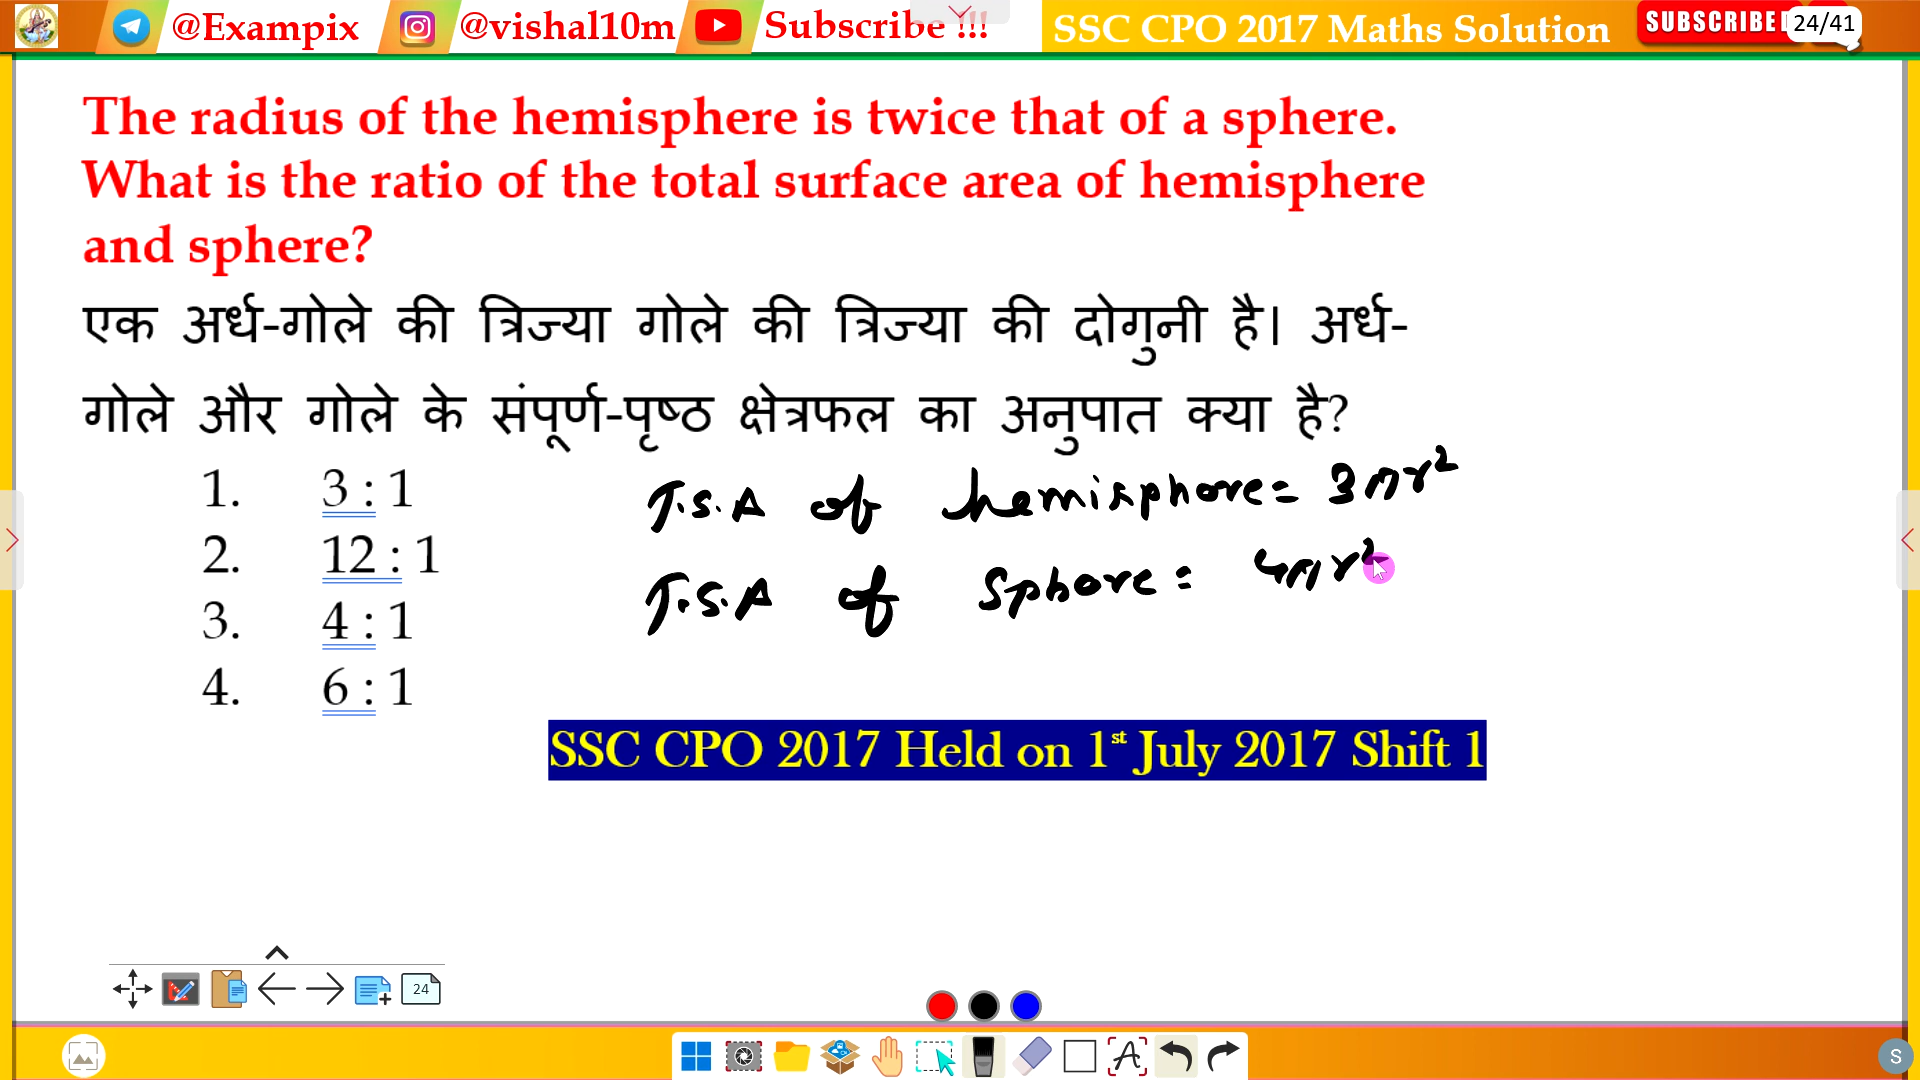 @Exampix @vishal10m Subscribe !!! SSC CPO 2017 Maths Solution SUBSCRIBE 24/41
The radius of the hemisphere is twice that of a sphere.
What is the ratio of the total surface area of hemisphere
and sphere?
एक अर्ध-गोले की त्रिज्या गोले की त्रिज्या की दोगुनी है। अर्ध-
गोले और गोले के संपूर्ण-पृष्ठ क्षेत्रफल का अनुपात क्या है?
1. 3 : 1
2. 12 : 1
3. 4 : 1
4. 6 : 1
T.S.A of hemisphere = 3πr²
T.S.A of Sphere = 4πr²
SSC CPO 2017 Held on 1st July 2017 Shift 1
24
S